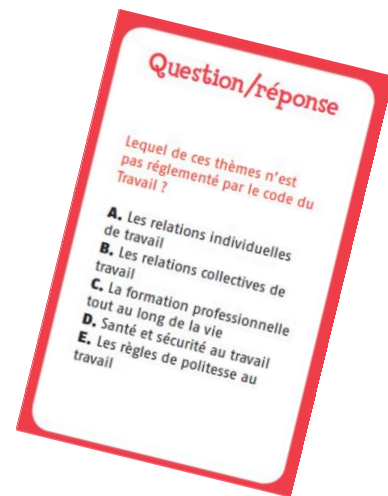 Question/réponse
Lequel de ces thèmes n'est
pas réglementé par le code du
Travail ?
A. Les relations individuelles
de travail
B. Les relations collectives de
travail
C. La formation professionnelle
tout au long de la vie
D. Santé et sécurité au travail
E. Les règles de politesse au
travail